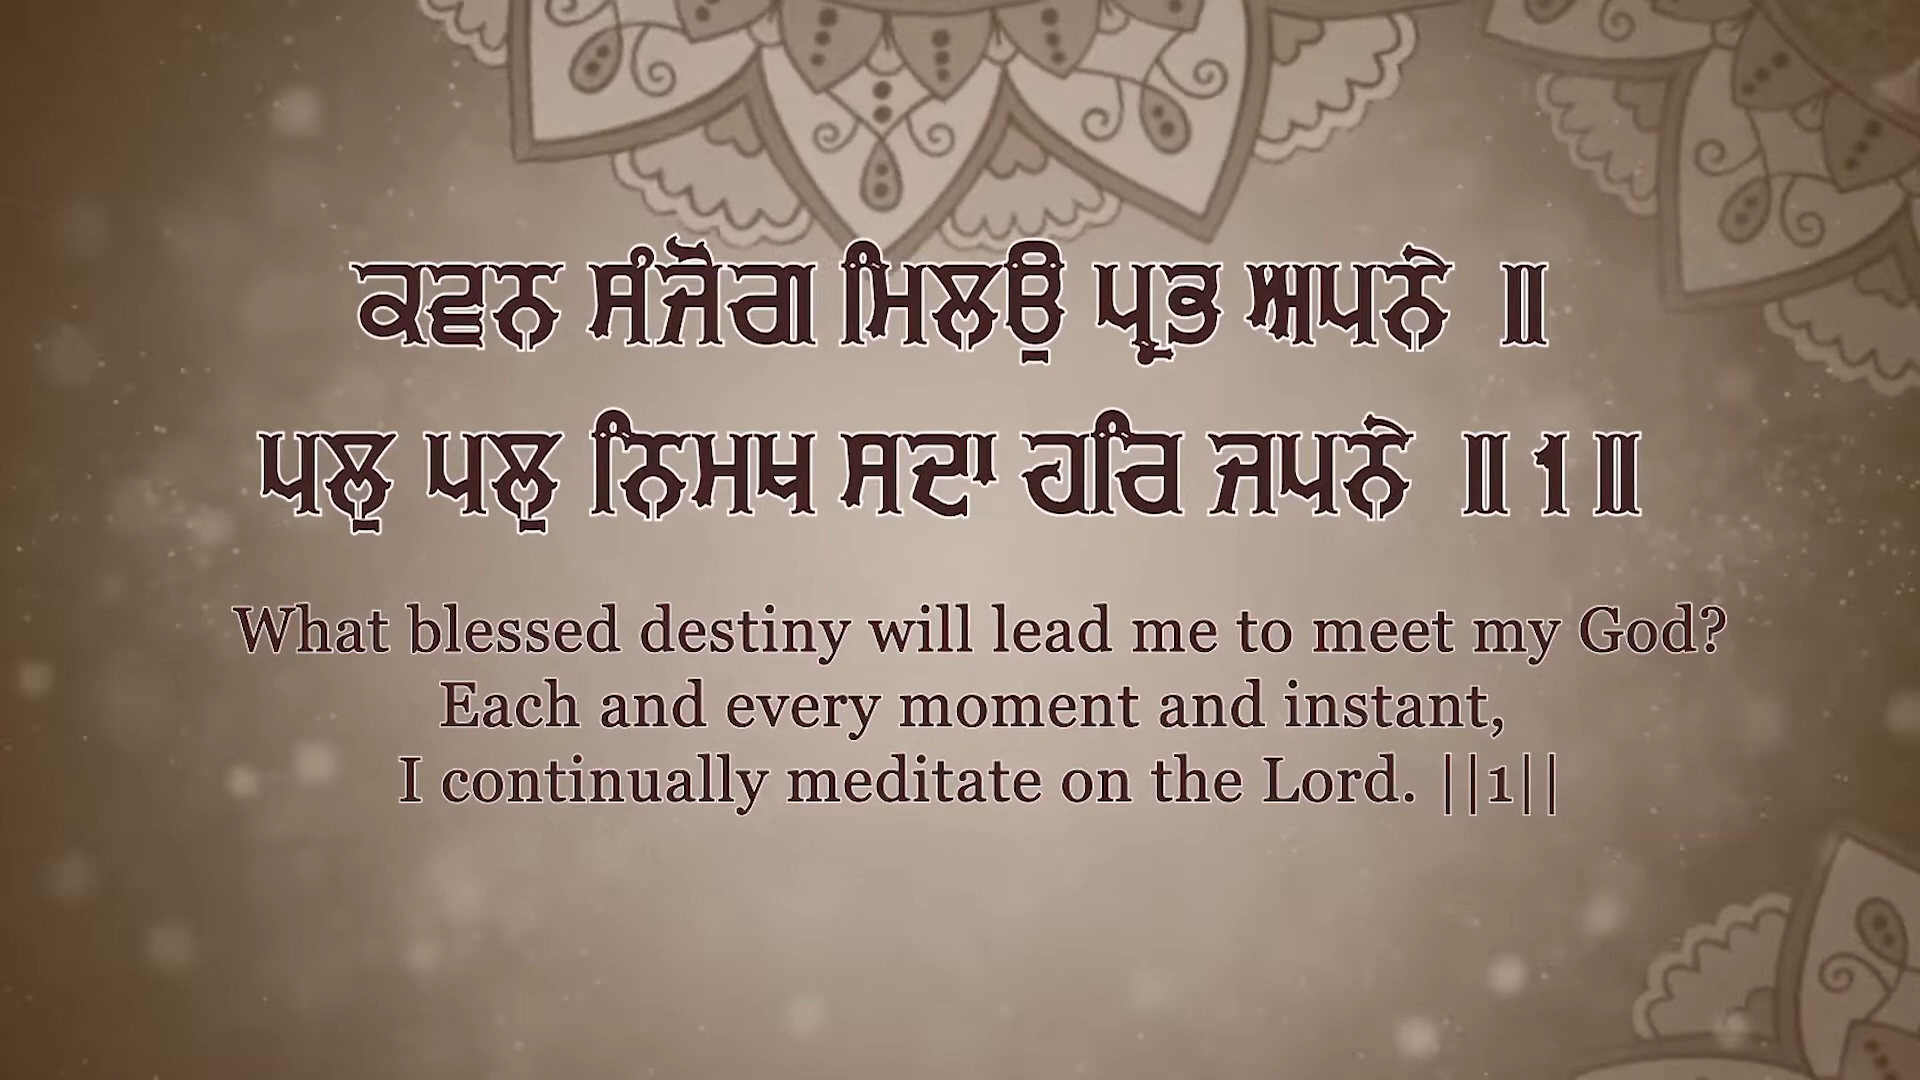 ਕਵਨ ਸੰਜੋਗ ਮਿਲਉ ਪ੍ਰਭ ਅਪਨੇ ॥
ਪਲੁ ਪਲੁ ਨਿਮਖ ਸਦਾ ਹਰਿ ਜਪਨੇ ॥1॥
What blessed destiny will lead me to meet my God?
Each and every moment and instant,
I continually meditate on the Lord. ||1||